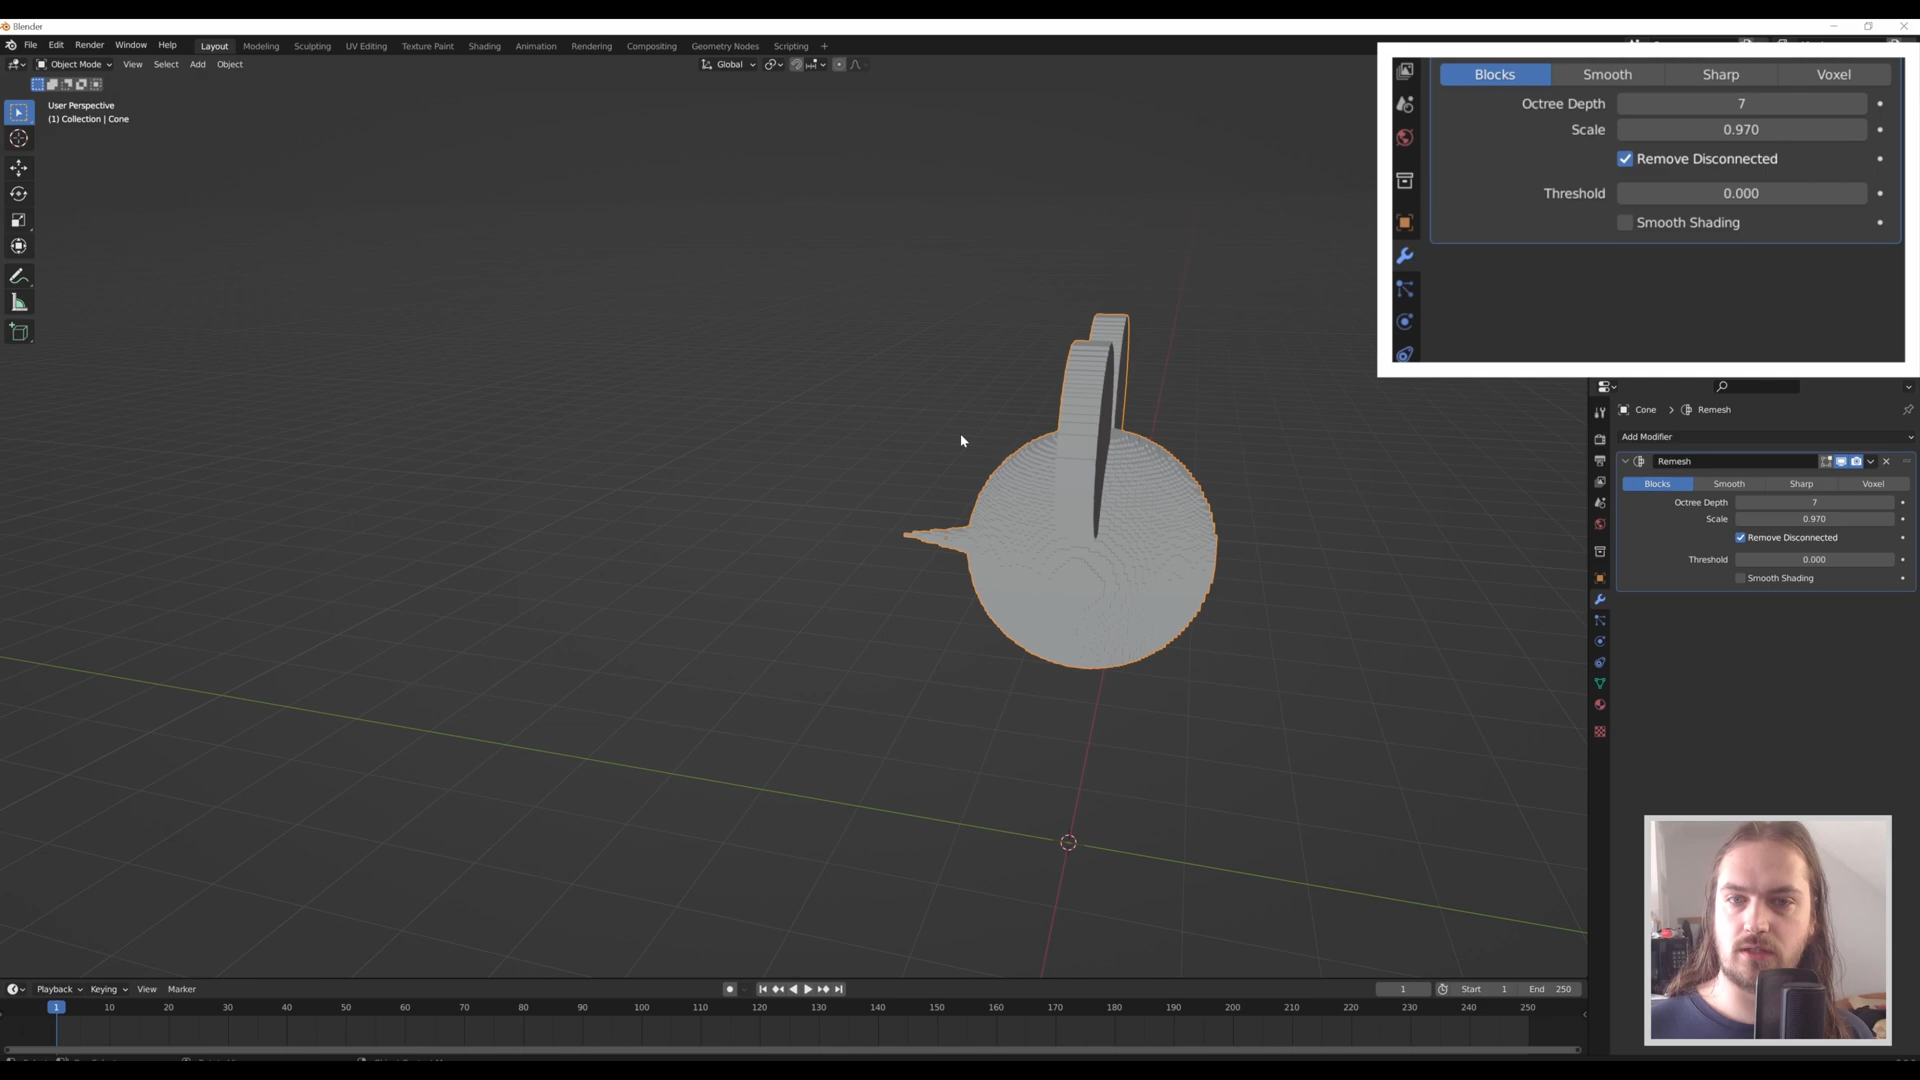 Blender
File Edit Render Window Help Layout Modeling Sculpting UV Editing Texture Paint Shading Animation Rendering Compositing Geometry Nodes Scripting +
Object Mode View Select Add Object Global
User Perspective
(1) Collection | Cone
Blocks Smooth Sharp Voxel
Octree Depth 7
Scale 0.970
Remove Disconnected
Threshold 0.000
Smooth Shading
Cone > Remesh
Add Modifier
Remesh
Blocks Smooth Sharp Voxel
Octree Depth 7
Scale 0.970
Remove Disconnected
Threshold 0.000
Smooth Shading
Playback Keying View Marker 1 Start 1 End 250
1 10 20 30 40 50 60 70 80 90 100 110 120 130 140 150 160 170 180 190 200 210 220 230 240 250